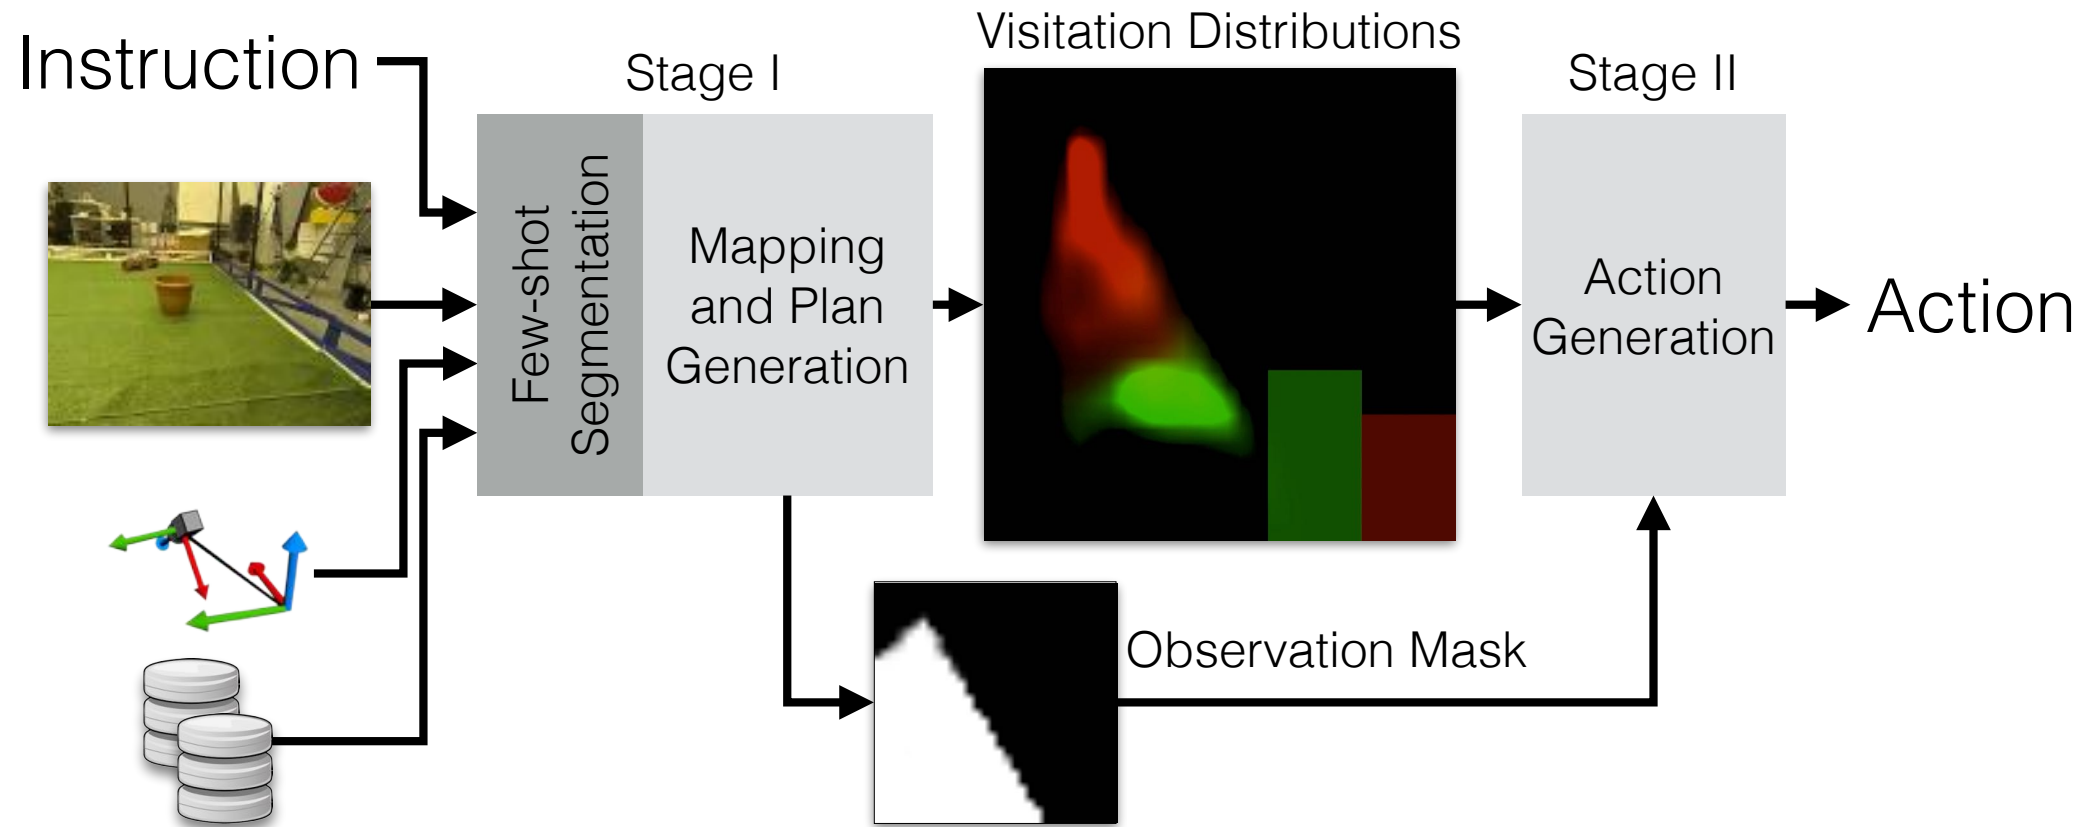 Instruction
Stage I
Few-shot
Segmentation
Mapping
and Plan
Generation
Visitation Distributions
Stage II
Action
Generation
Action
Observation Mask